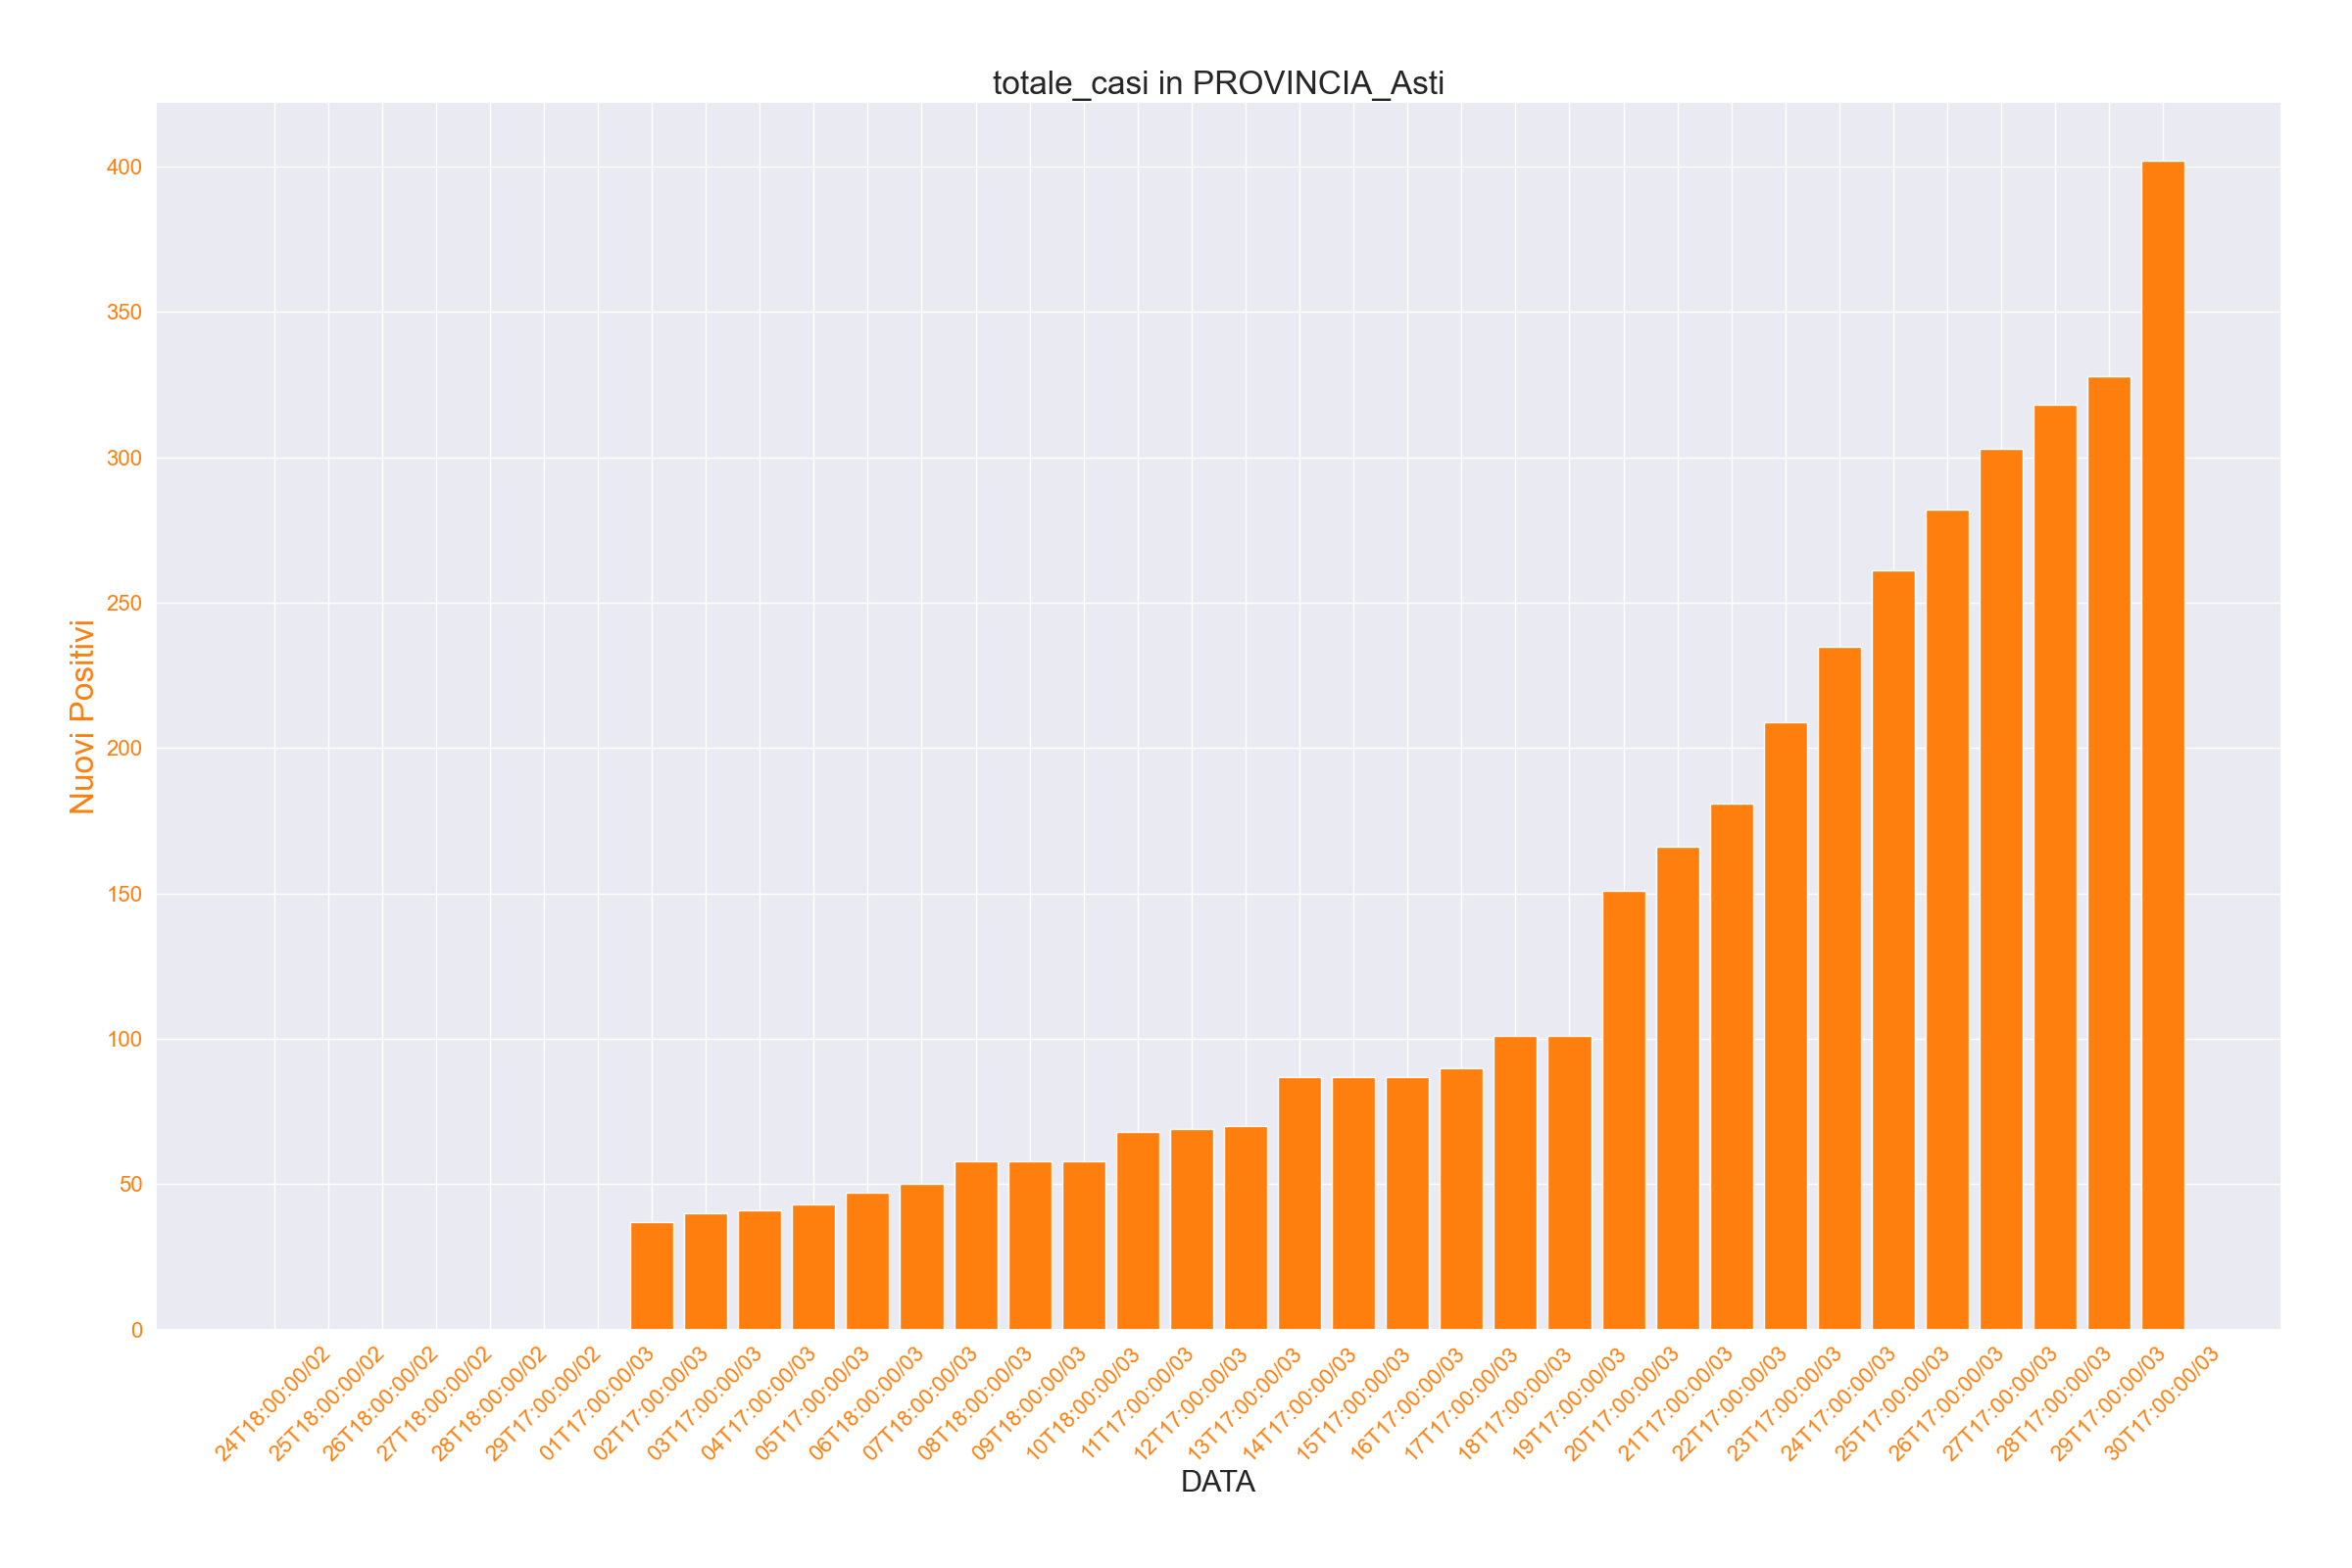 totale_casi in PROVINCIA_Asti
400
350
300
250
200
150
100
50
0
Nuovi Positivi
24T18:00:00/02
25T18:00:00/02
26T18:00:00/02
27T18:00:00/02
28T18:00:00/02
29T17:00:00/02
01T17:00:00/03
02T17:00:00/03
03T17:00:00/03
04T17:00:00/03
05T17:00:00/03
06T18:00:00/03
07T18:00:00/03
08T18:00:00/03
09T18:00:00/03
10T18:00:00/03
11T17:00:00/03
12T17:00:00/03
13T17:00:00/03
14T17:00:00/03
15T17:00:00/03
16T17:00:00/03
17T17:00:00/03
18T17:00:00/03
19T17:00:00/03
20T17:00:00/03
21T17:00:00/03
22T17:00:00/03
23T17:00:00/03
24T17:00:00/03
25T17:00:00/03
26T17:00:00/03
27T17:00:00/03
28T17:00:00/03
29T17:00:00/03
30T17:00:00/03
DATA